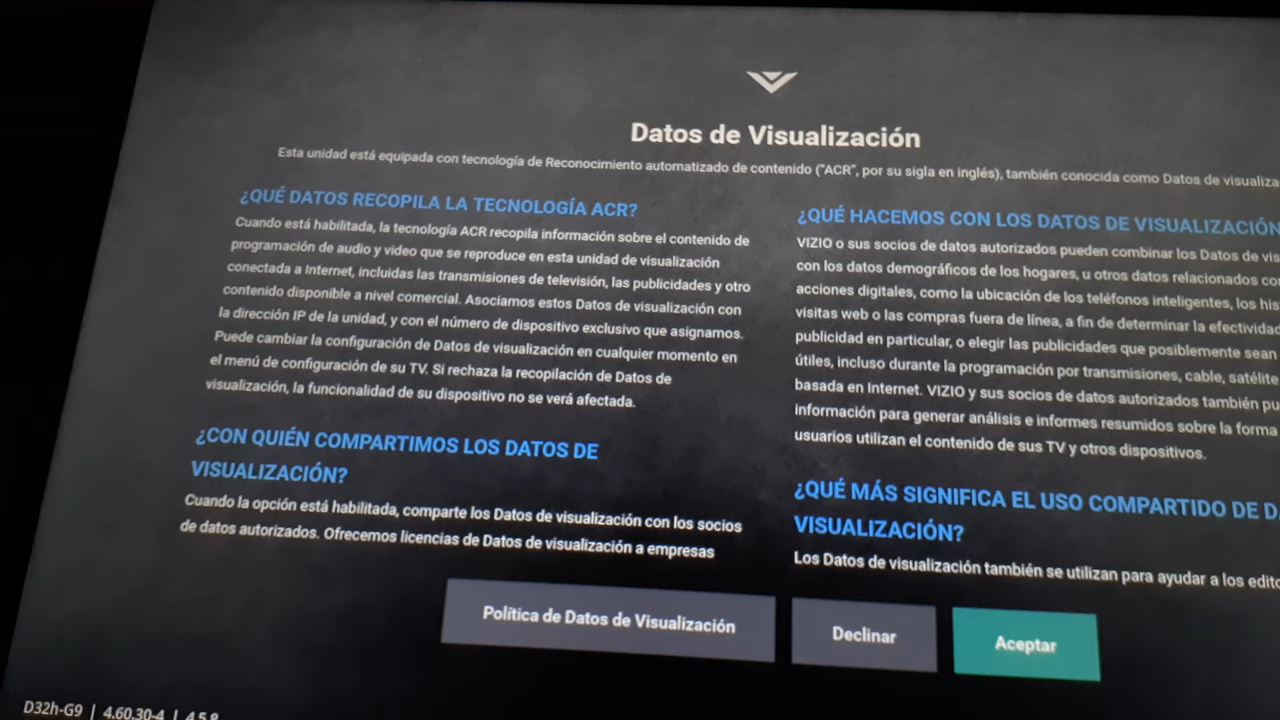 Datos de Visualización
Esta unidad está equipada con tecnología de Reconocimiento automatizado de contenido ("ACR", por su sigla en inglés), también conocida como Datos de
¿QUÉ DATOS RECOPILA LA TECNOLOGÍA ACR?
Cuando está habilitada, la tecnología ACR recopila información sobre el contenido de
programación de audio y video que se reproduce en esta unidad de visualización
conectada a Internet, incluidas las transmisiones de televisión, las publicidades y otro
contenido disponible a nivel comercial. Asociamos estos Datos de visualización con
la dirección IP de la unidad, y con el número de dispositivo exclusivo que asignamos.
Puede cambiar la configuración de Datos de visualización en cualquier momento en
el menú de configuración de su TV. Si rechaza la recopilación de Datos de
visualización, la funcionalidad de su dispositivo no se verá afectada.
¿CON QUIÉN COMPARTIMOS LOS DATOS DE
VISUALIZACIÓN?
Cuando la opción está habilitada, comparte los Datos de visualización con los socios
de datos autorizados. Ofrecemos licencias de Datos de visualización a empresas
¿QUÉ HACEMOS CON LOS DATOS DE VISUALIZACIÓN
VIZIO o sus socios de datos autorizados pueden combinar los Datos de
con los datos demográficos de los hogares, u otros datos relacionados
acciones digitales, como la ubicación de los teléfonos inteligentes, los
visitas web o las compras fuera de línea, a fin de determinar la
publicidad en particular, o elegir las publicidades que posiblemente sean
útiles, incluso durante la programación por transmisiones, cable, satélite
basada en Internet. VIZIO y sus socios de datos autorizados también
información para generar análisis e informes resumidos sobre la forma
usuarios utilizan el contenido de sus TV y otros dispositivos.
¿QUÉ MÁS SIGNIFICA EL USO COMPARTIDO DE
VISUALIZACIÓN?
Los Datos de visualización también se utilizan para ayudar a los
Política de Datos de Visualización
Declinar
Aceptar
D32h-G9 | 4.60.30-4 | 4.5.8